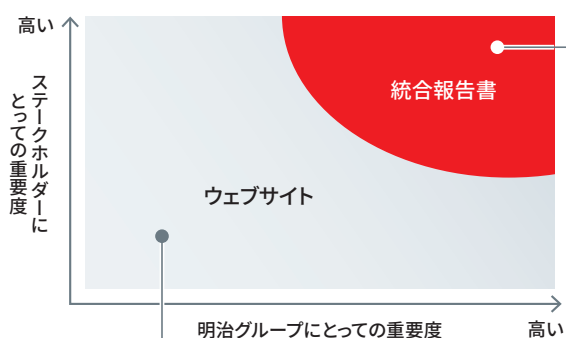 高い
ステークホルダーに
とっての重要度
統合報告書
ウェブサイト
明治グループにとっての重要度
高い